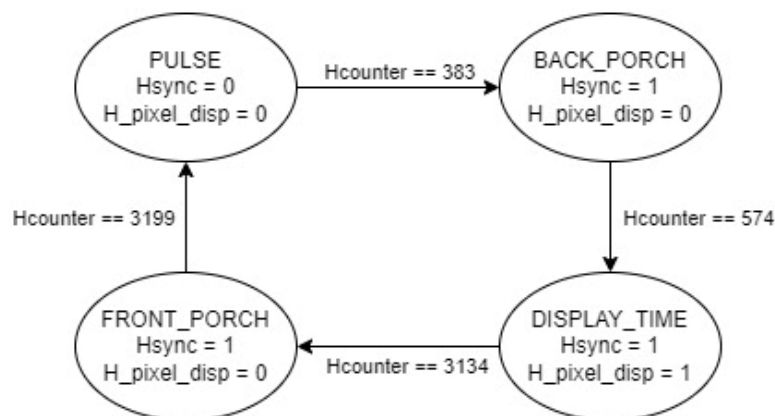 PULSE
Hsync = 0
H_pixel_disp = 0
Hcounter == 383
BACK_PORCH
Hsync = 1
H_pixel_disp = 0
Hcounter == 3199
Hcounter == 574
FRONT_PORCH
Hsync = 1
H_pixel_disp = 0
Hcounter == 3134
DISPLAY_TIME
Hsync = 1
H_pixel_disp = 1